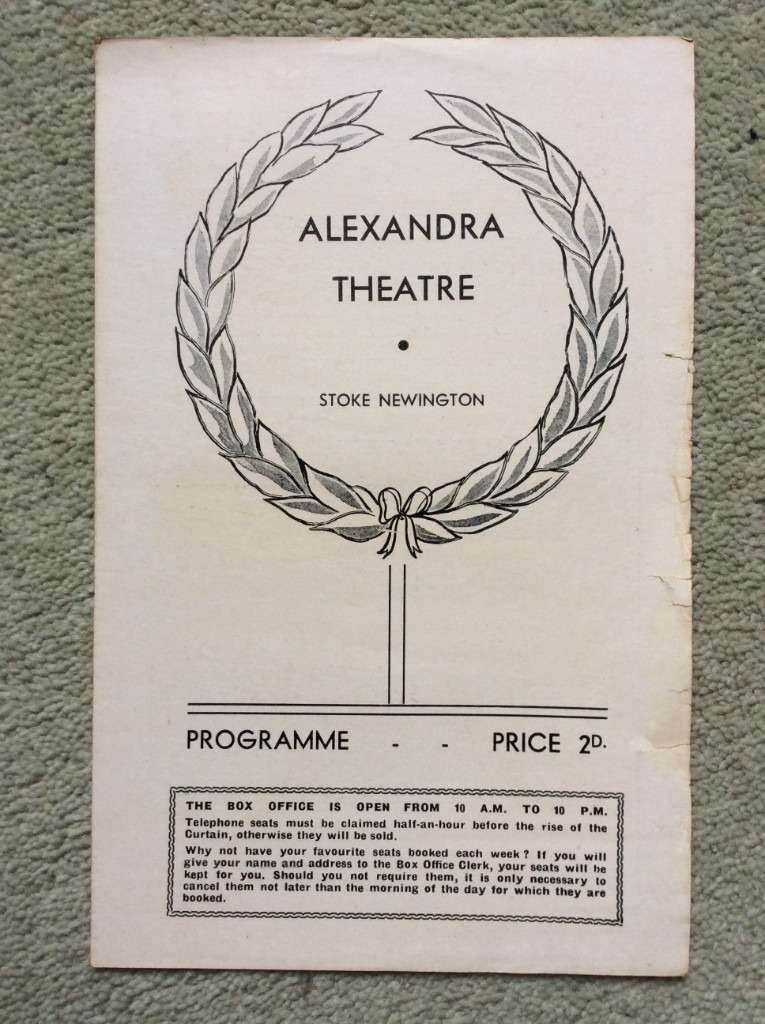 ALEXANDRA
THEATRE
•
STOKE NEWINGTON
PROGRAMME - - PRICE 2D.
THE BOX OFFICE IS OPEN FROM 10 A.M. TO 10 P.M.
Telephone seats must be claimed half-an-hour before the rise of the
Curtain, otherwise they will be sold.
Why not have your favourite seats booked each week? If you will
give your name and address to the Box Office Clerk, your seats will be
kept for you. Should you not require them, it is only necessary to
cancel them not later than the morning of the day for which they are
booked.